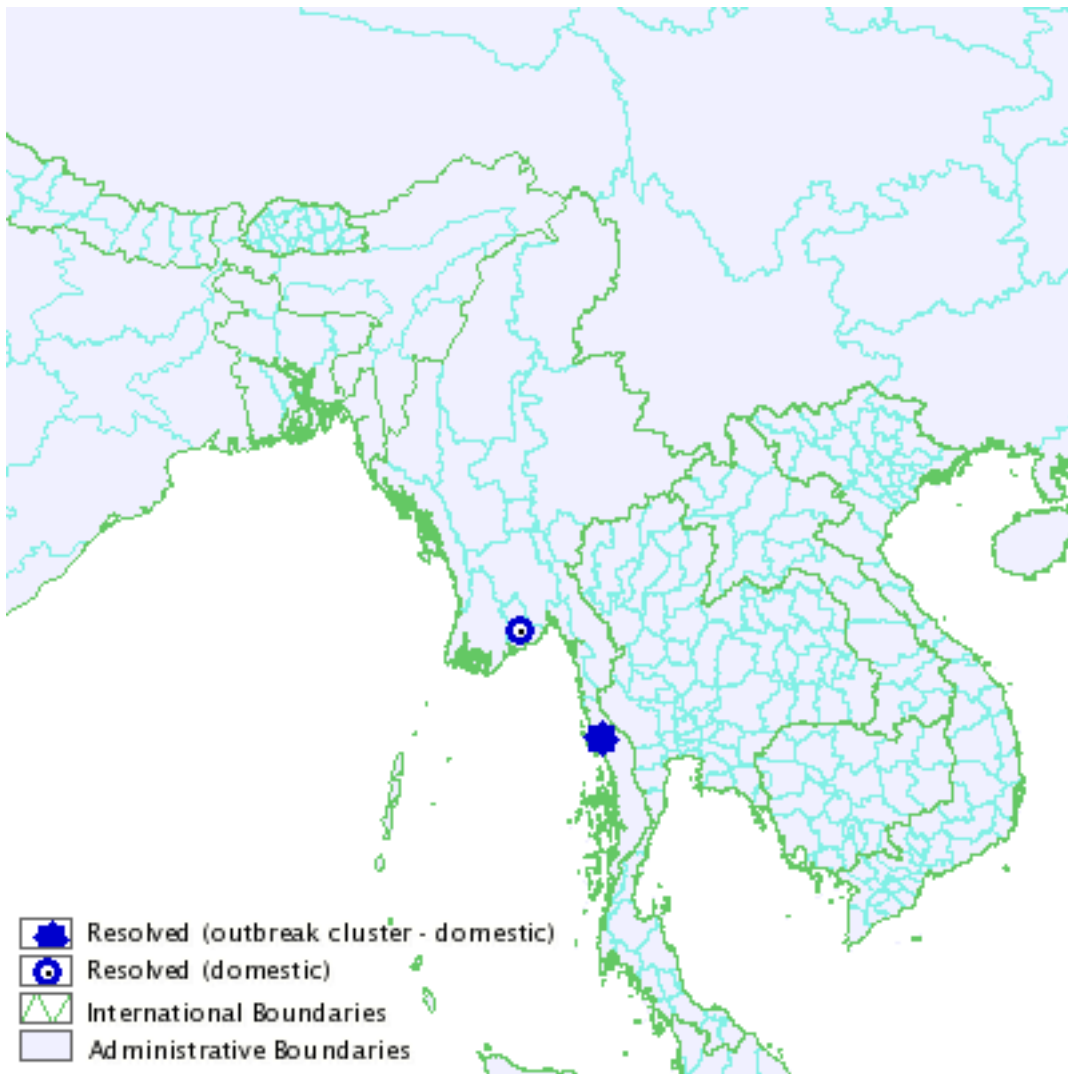 Resolved (outbreak cluster - domestic)
Resolved (domestic)
International Boundaries
Administrative Boundaries